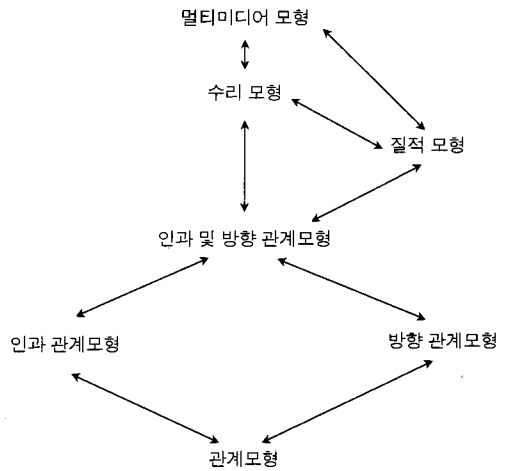 멀티미디어 모형
수리 모형
질적 모형
인과 및 방향 관계모형
인과 관계모형
방향 관계모형
관계모형